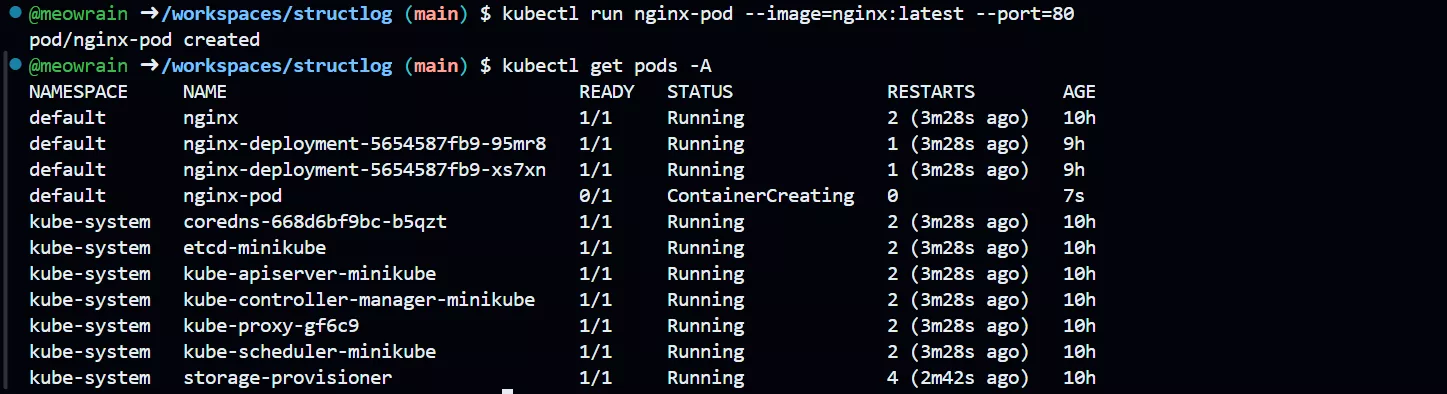 @meowrain ➜/workspaces/structlog (main) $ kubectl run nginx-pod --image=nginx:latest --port=80
pod/nginx-pod created
@meowrain ➜/workspaces/structlog (main) $ kubectl get pods -A
NAMESPACE     NAME                                READY   STATUS              RESTARTS        AGE
default       nginx                               1/1     Running             2 (3m28s ago)   10h
default       nginx-deployment-5654587fb9-95mr8   1/1     Running             1 (3m28s ago)   9h
default       nginx-deployment-5654587fb9-xs7xn   1/1     Running             1 (3m28s ago)   9h
default       nginx-pod                           0/1     ContainerCreating   0               7s
kube-system   coredns-668d6bf9bc-b5qzt            1/1     Running             2 (3m28s ago)   10h
kube-system   etcd-minikube                       1/1     Running             2 (3m28s ago)   10h
kube-system   kube-apiserver-minikube             1/1     Running             2 (3m28s ago)   10h
kube-system   kube-controller-manager-minikube    1/1     Running             2 (3m28s ago)   10h
kube-system   kube-proxy-gf6c9                    1/1     Running             2 (3m28s ago)   10h
kube-system   kube-scheduler-minikube             1/1     Running             2 (3m28s ago)   10h
kube-system   storage-provisioner                 1/1     Running             4 (2m42s ago)   10h